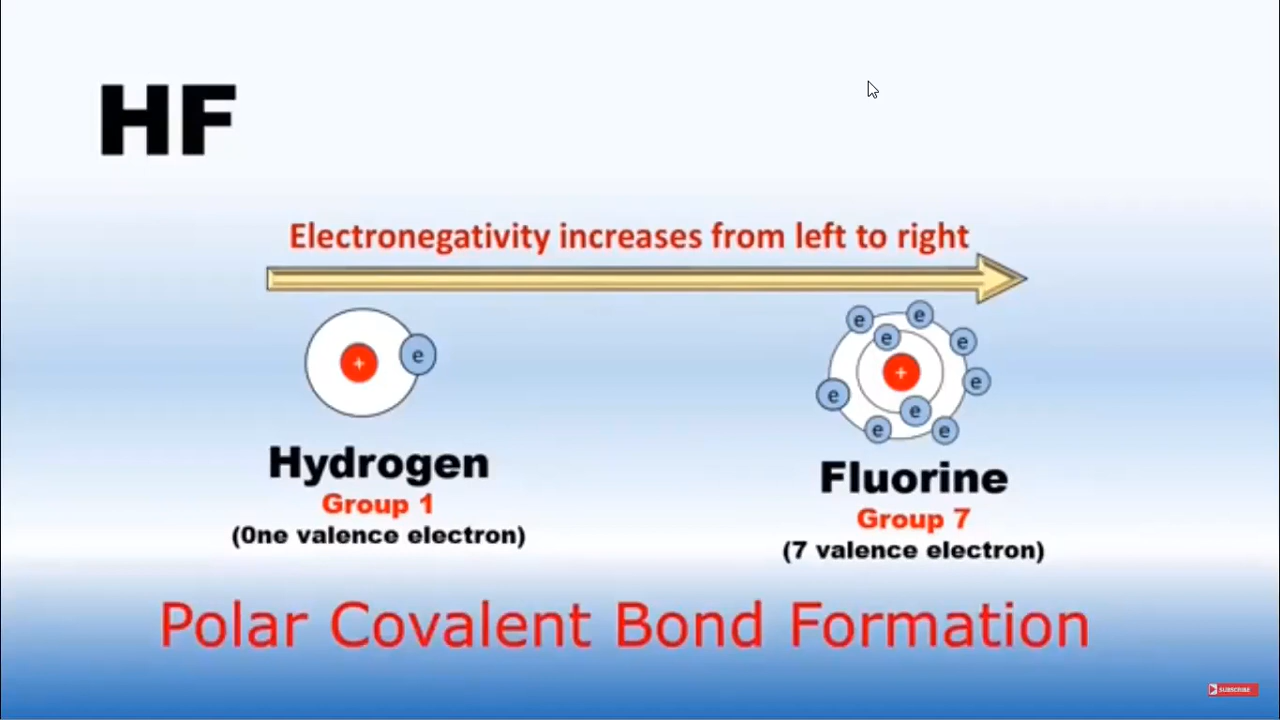 HF
Electronegativity increases from left to right
+ e
e e e e + e e e e e
Hydrogen
Fluorine
Group 1
Group 7
(0ne valence electron)
(7 valence electron)
Polar Covalent Bond Formation
SUBSCRIBE